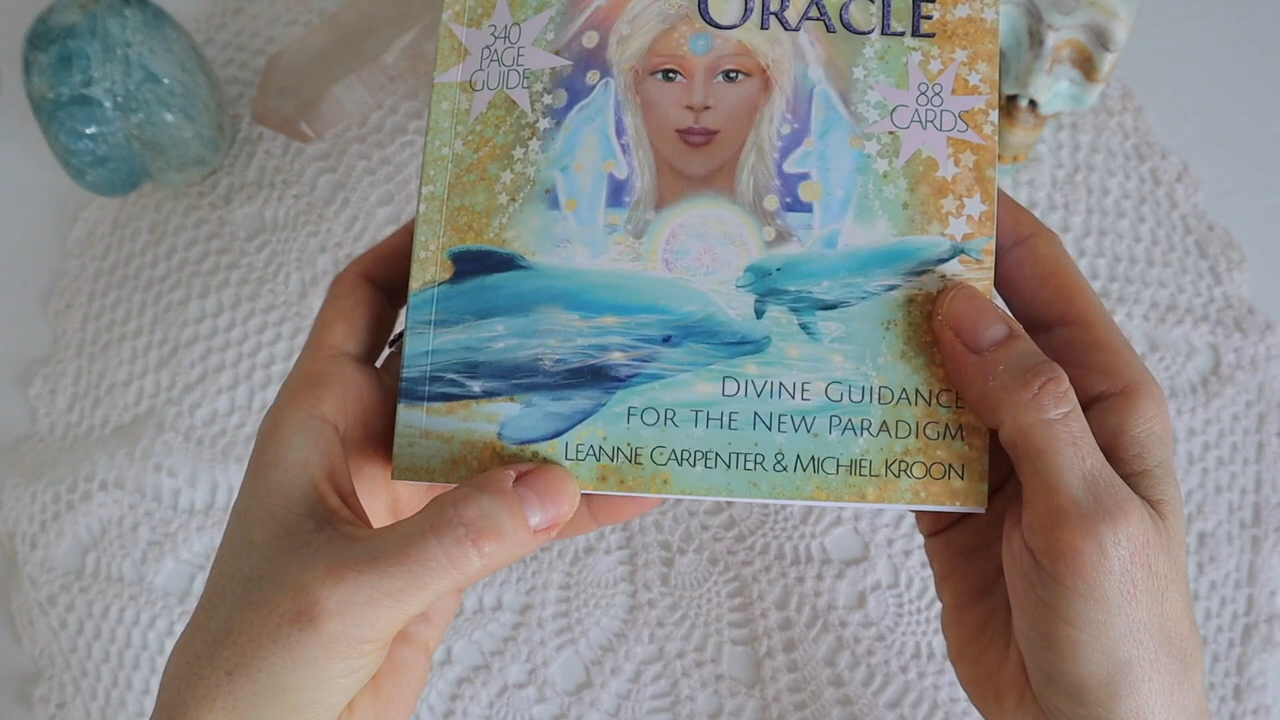 ORACLE
340
PAGE
GUIDE
88
CARDS
DIVINE GUIDANCE
FOR THE NEW PARADIGM
LEANNE CARPENTER & MICHIEL KROON